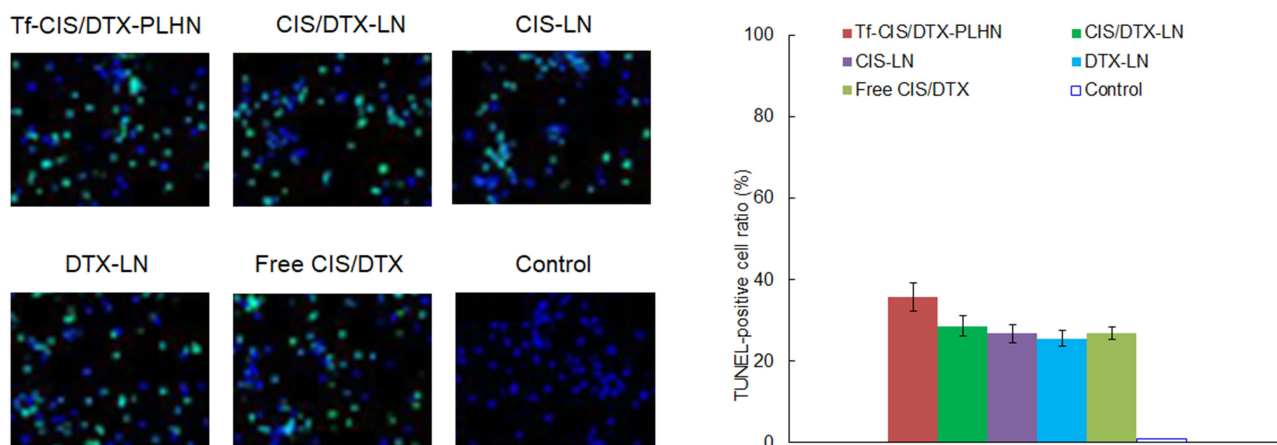 Tf-CIS/DTX-PLHN CIS/DTX-LN CIS-LN
DTX-LN Free CIS/DTX Control
TUNEL-positive cell ratio (%)
100
80
60
40
20
0
Tf-CIS/DTX-PLHN CIS/DTX-LN
CIS-LN DTX-LN
Free CIS/DTX Control